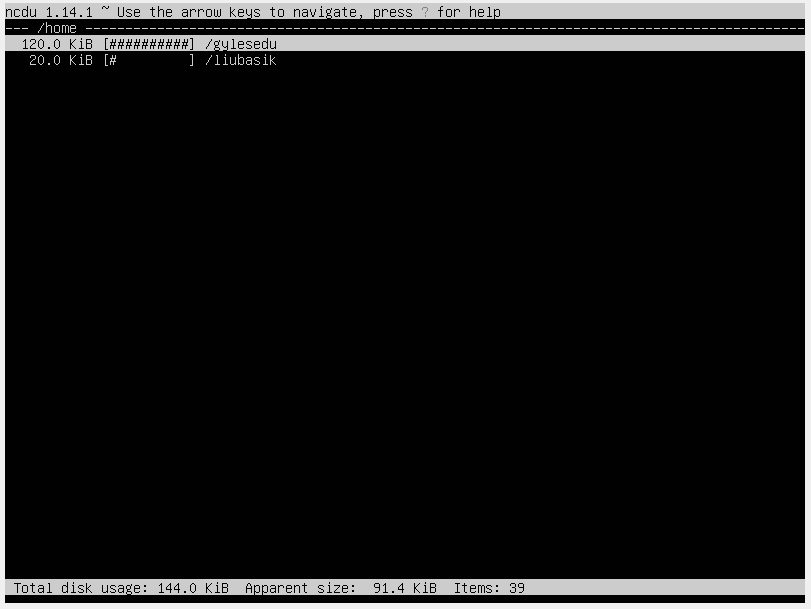 ncdu 1.14.1 ~ Use the arrow keys to navigate, press ? for help
--- /home ------------------------------------------------------------------------------------------
  120.0 KiB [##########] /gylesedu
   20.0 KiB [#         ] /liubasik
 Total disk usage: 144.0 KiB  Apparent size:  91.4 KiB  Items: 39